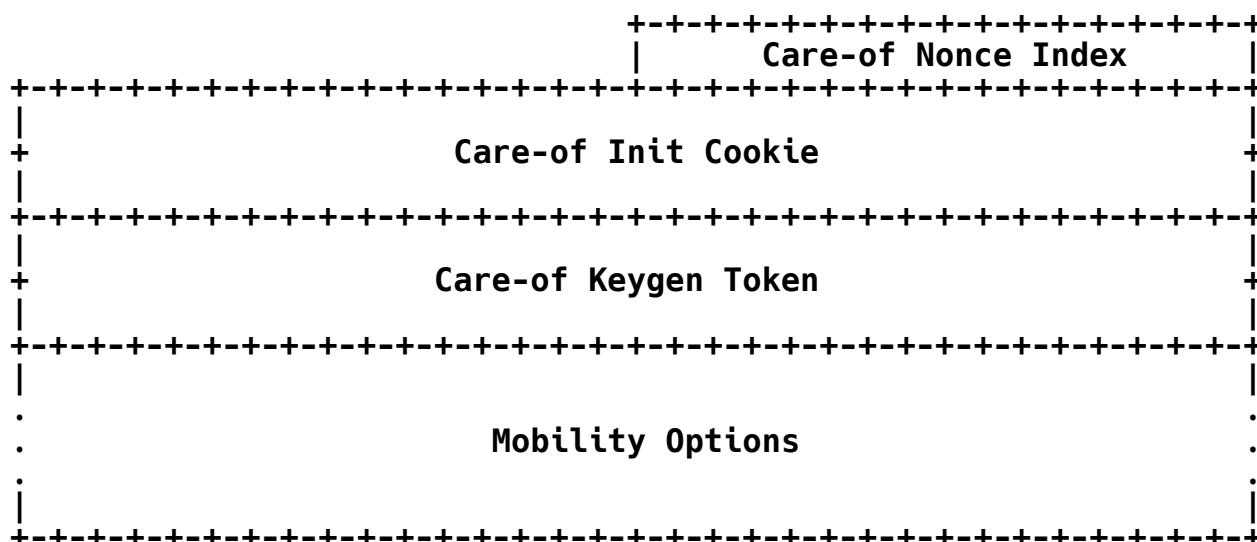 Care-of Nonce Index
Care-of Init Cookie
Care-of Keygen Token
Mobility Options